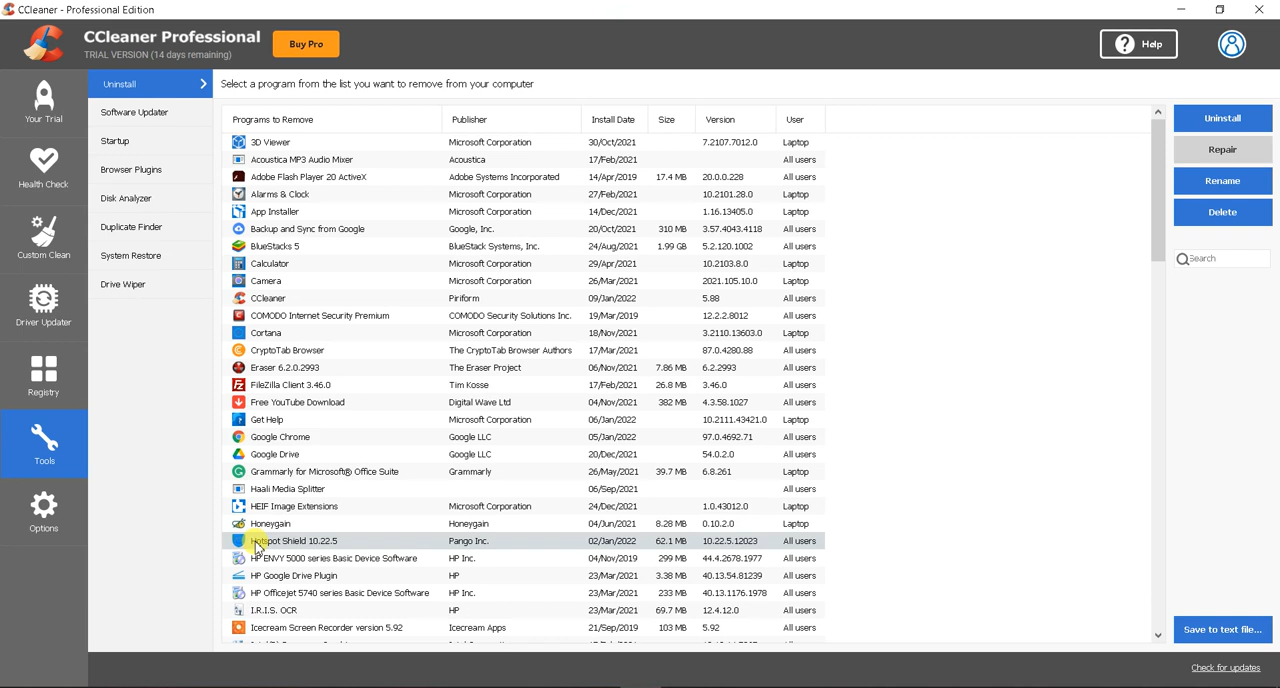 CCleaner - Professional Edition
CCleaner Professional
TRIAL VERSION (14 days remaining)
Buy Pro
Help
Your Trial
Health Check
Custom Clean
Driver Updater
Registry
Tools
Options
Uninstall
Software Updater
Startup
Browser Plugins
Disk Analyzer
Duplicate Finder
System Restore
Drive Wiper
Select a program from the list you want to remove from your computer
Programs to Remove Publisher Install Date Size Version User
3D Viewer Microsoft Corporation 30/Oct/2021 7.2107.7012.0 Laptop
Acoustica MP3 Audio Mixer Acoustica 17/Feb/2021 All users
Adobe Flash Player 20 ActiveX Adobe Systems Incorporated 14/Apr/2019 17.4 MB 20.0.0.228 All users
Alarms & Clock Microsoft Corporation 27/Feb/2021 10.2101.28.0 Laptop
App Installer Microsoft Corporation 14/Dec/2021 1.16.13405.0 Laptop
Backup and Sync from Google Google, Inc. 20/Oct/2021 310 MB 3.57.4043.4118 All users
BlueStacks 5 BlueStack Systems, Inc. 24/Aug/2021 1.99 GB 5.2.120.1002 All users
Calculator Microsoft Corporation 29/Apr/2021 10.2103.8.0 Laptop
Camera Microsoft Corporation 26/Mar/2021 2021.105.10.0 Laptop
CCleaner Piriform 09/Jan/2022 5.88 All users
COMODO Internet Security Premium COMODO Security Solutions Inc. 19/Mar/2019 12.2.2.8012 All users
Cortana Microsoft Corporation 18/Nov/2021 3.2110.13603.0 Laptop
CryptoTab Browser The CryptoTab Browser Authors 17/Mar/2021 87.0.4280.88 All users
Eraser 6.2.0.2993 The Eraser Project 06/Nov/2021 7.86 MB 6.2.2993 All users
FileZilla Client 3.46.0 Tim Kosse 17/Feb/2021 26.8 MB 3.46.0 All users
Free YouTube Download Digital Wave Ltd 04/Nov/2021 382 MB 4.3.58.1027 All users
Get Help Microsoft Corporation 06/Jan/2022 10.2111.43421.0 Laptop
Google Chrome Google LLC 05/Jan/2022 97.0.4692.71 All users
Google Drive Google LLC 20/Dec/2021 54.0.2.0 All users
Grammarly for Microsoft® Office Suite Grammarly 26/May/2021 39.7 MB 6.8.261 Laptop
Haali Media Splitter 06/Sep/2021 All users
HEIF Image Extensions Microsoft Corporation 24/Dec/2021 1.0.43012.0 Laptop
Honeygain Honeygain 04/Jun/2021 8.28 MB 0.10.2.0 Laptop
Hotspot Shield 10.22.5 Pango Inc. 02/Jan/2022 62.1 MB 10.22.5.12023 All users
HP ENVY 5000 series Basic Device Software HP Inc. 04/Nov/2019 299 MB 44.4.2678.1977 All users
HP Google Drive Plugin HP 23/Mar/2021 3.38 MB 40.13.54.81239 All users
HP Officejet 5740 series Basic Device Software HP Inc. 23/Mar/2021 233 MB 40.13.1176.1978 All users
I.R.I.S. OCR HP 23/Mar/2021 69.7 MB 12.4.12.0 All users
Icecream Screen Recorder version 5.92 Icecream Apps 21/Sep/2019 103 MB 5.92 All users
Uninstall
Repair
Rename
Delete
Search
Save to text file...
Check for updates